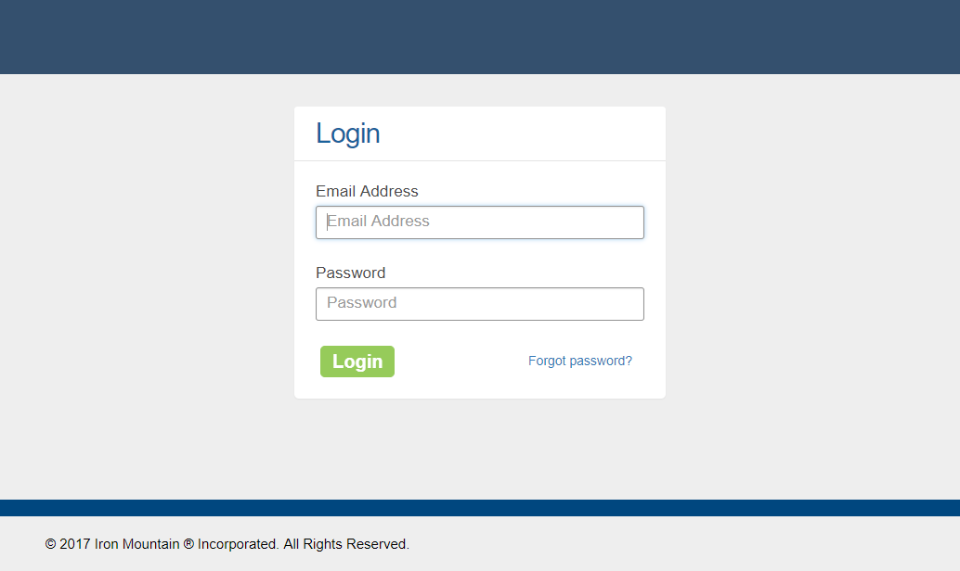 Login
Email Address
Email Address
Password
Password
Login
Forgot password?
© 2017 Iron Mountain ® Incorporated. All Rights Reserved.